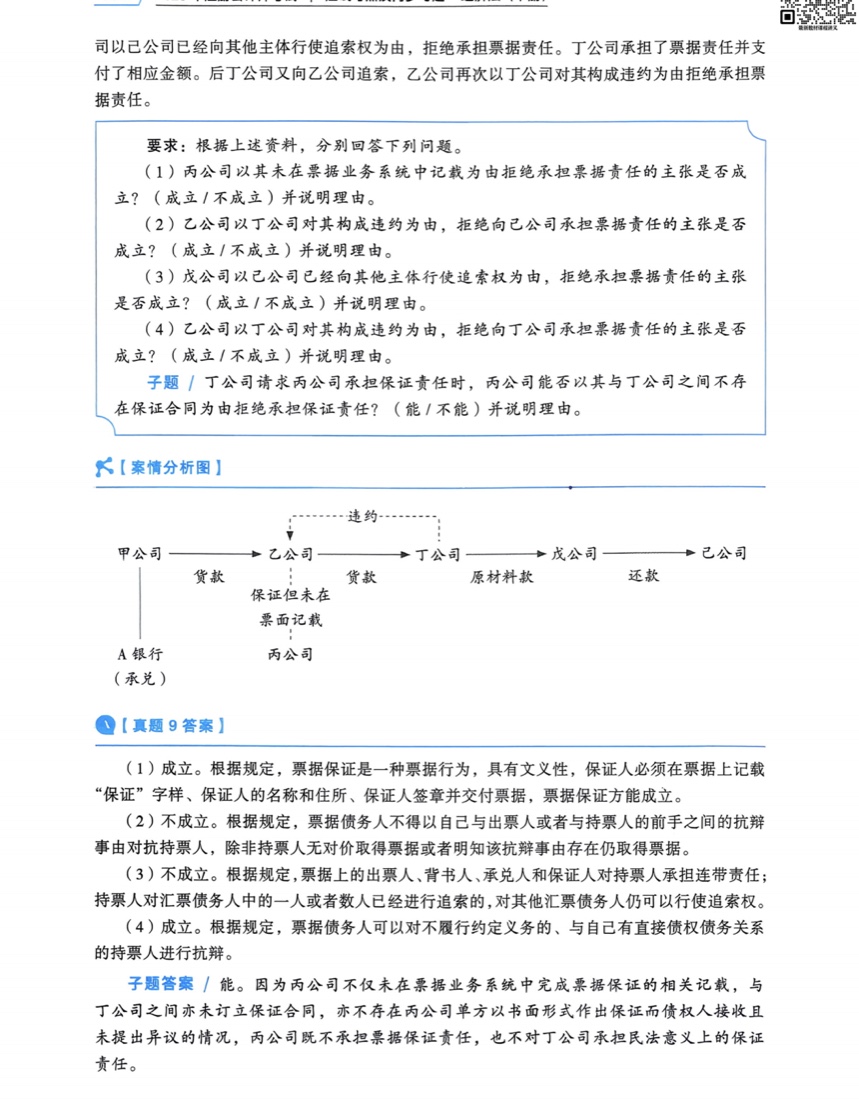 司以己公司已经向其他主体行使追索权为由，拒绝承担票据责任。丁公司承担了票据责任并支
付了相应金额。后丁公司又向乙公司追索，乙公司再次以丁公司对其构成违约为由拒绝承担票
据责任。
要求：根据上述资料，分别回答下列问题。
（1）丙公司以其未在票据业务系统中记载为由拒绝承担票据责任的主张是否成
立？（成立/不成立）并说明理由。
（2）乙公司以丁公司对其构成违约为由，拒绝向己公司承担票据责任的主张是否
成立？（成立/不成立）并说明理由。
（3）戊公司以己公司已经向其他主体行使追索权为由，拒绝承担票据责任的主张
是否成立？（成立/不成立）并说明理由。
（4）乙公司以丁公司对其构成违约为由，拒绝向丁公司承担票据责任的主张是否
成立？（成立/不成立）并说明理由。
子题 / 丁公司请求丙公司承担保证责任时，丙公司能否以其与丁公司之间不存
在保证合同为由拒绝承担保证责任？（能/不能）并说明理由。
【案情分析图】
违约
甲公司 乙公司 丁公司 戊公司 己公司
货款 货款 原材料款 还款
保证但未在
票面记载
A 银行 丙公司
（承兑）
【真题 9 答案】
（1）成立。根据规定，票据保证是一种票据行为，具有文义性，保证人必须在票据上记载
“保证”字样、保证人的名称和住所、保证人签章并交付票据，票据保证方能成立。
（2）不成立。根据规定，票据债务人不得以自己与出票人或者与持票人的前手之间的抗辩
事由对抗持票人，除非持票人无对价取得票据或者明知该抗辩事由存在仍取得票据。
（3）不成立。根据规定，票据上的出票人、背书人、承兑人和保证人对持票人承担连带责任；
持票人对汇票债务人中的一人或者数人已经进行追索的，对其他汇票债务人仍可以行使追索权。
（4）成立。根据规定，票据债务人可以对不履行约定义务的、与自己有直接债权债务关系
的持票人进行抗辩。
子题答案 / 能。因为丙公司不仅未在票据业务系统中完成票据保证的相关记载，与
丁公司之间亦未订立保证合同，亦不存在丙公司单方以书面形式作出保证而债权人接收且
未提出异议的情况，丙公司既不承担票据保证责任，也不对丁公司承担民法意义上的保证
责任。